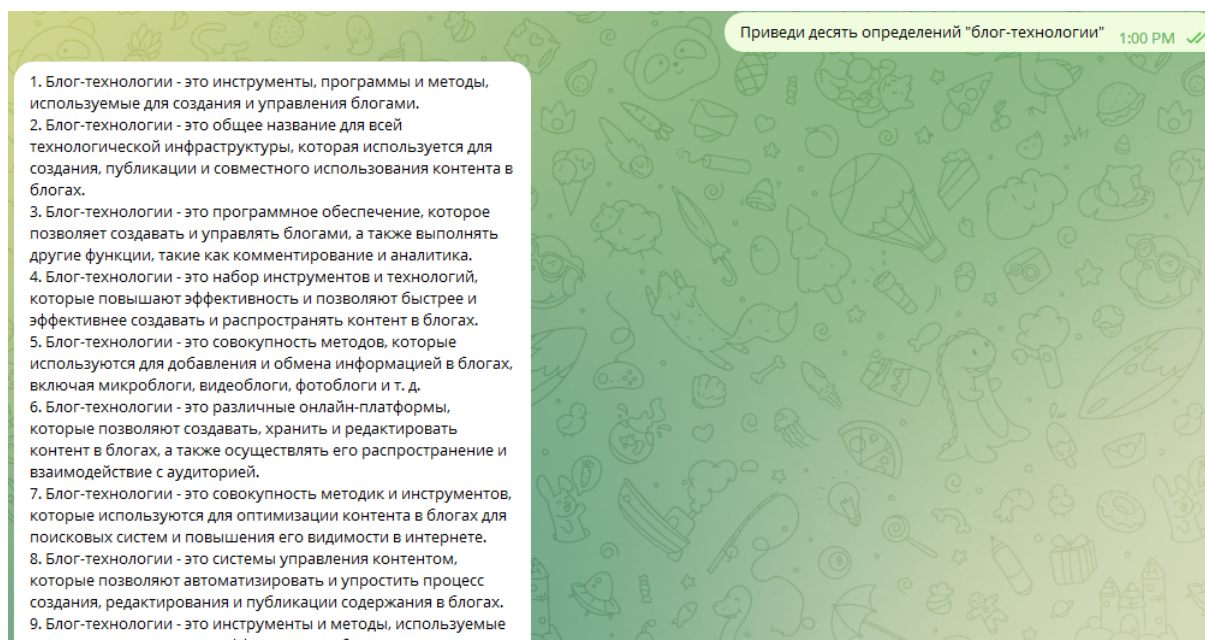 Приведи десять определений "блог-технологии" 1:00 PM
1. Блог-технологии - это инструменты, программы и методы,
используемые для создания и управления блогами.
2. Блог-технологии - это общее название для всей
технологической инфраструктуры, которая используется для
создания, публикации и совместного использования контента в
блогах.
3. Блог-технологии - это программное обеспечение, которое
позволяет создавать и управлять блогами, а также выполнять
другие функции, такие как комментирование и аналитика.
4. Блог-технологии - это набор инструментов и технологий,
которые повышают эффективность и позволяют быстрее и
эффективнее создавать и распространять контент в блогах.
5. Блог-технологии - это совокупность методов, которые
используются для добавления и обмена информацией в блогах,
включая микроблоги, видеоблоги, фотоблоги и т. д.
6. Блог-технологии - это различные онлайн-платформы,
которые позволяют создавать, хранить и редактировать
контент в блогах, а также осуществлять его распространение и
взаимодействие с аудиторией.
7. Блог-технологии - это совокупность методик и инструментов,
которые используются для оптимизации контента в блогах для
поисковых систем и повышения его видимости в интернете.
8. Блог-технологии - это системы управления контентом,
которые позволяют автоматизировать и упростить процесс
создания, редактирования и публикации содержания в блогах.
9. Блог-технологии - это инструменты и методы, используемые